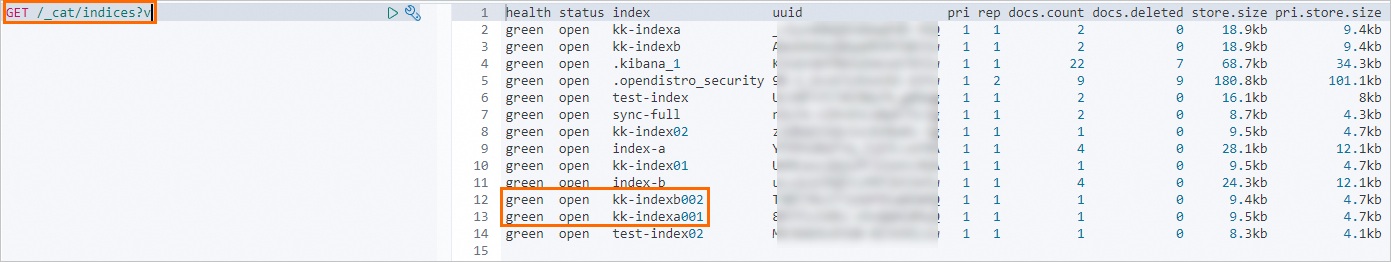 GET /_cat/indices?v
1 health status index uuid pri rep docs.count docs.deleted store.size pri.store.size
2 green open kk-indexa 1 1 2 0 18.9kb 9.4kb
3 green open kk-indexb 1 1 2 0 18.9kb 9.4kb
4 green open .kibana_1 1 1 22 7 68.7kb 34.3kb
5 green open .opendistro_security 1 2 9 9 180.8kb 101.1kb
6 green open test-index 1 1 2 0 16.1kb 8kb
7 green open sync-full 1 1 2 0 8.7kb 4.3kb
8 green open kk-index02 1 1 1 0 9.5kb 4.7kb
9 green open index-a 1 1 4 0 28.1kb 12.1kb
10 green open kk-index01 1 1 1 0 9.5kb 4.7kb
11 green open index-b 1 1 4 0 24.3kb 12.1kb
12 green open kk-indexb002 1 1 1 0 9.4kb 4.7kb
13 green open kk-indexa001 1 1 1 0 9.5kb 4.7kb
14 green open test-index02 1 1 1 0 8.3kb 4.1kb
15